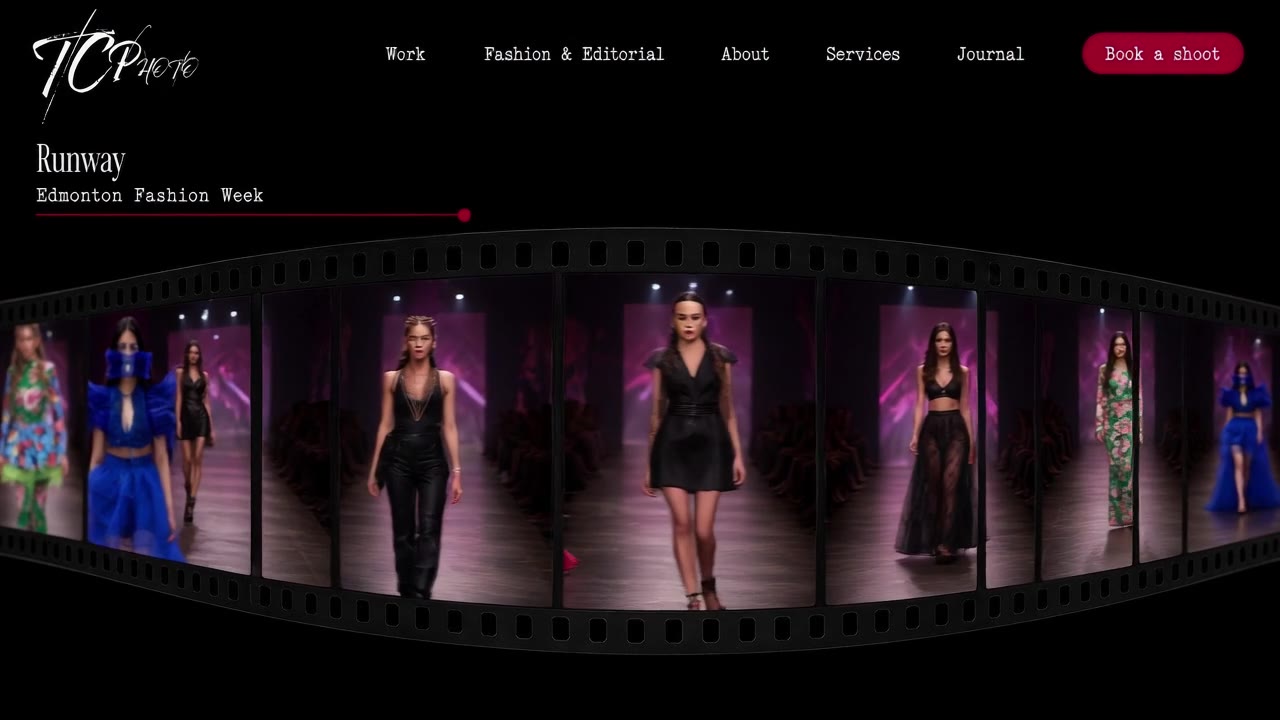 TCPHOTO
Work
Fashion & Editorial
About
Services
Journal
Book a shoot
Runway
Edmonton Fashion Week